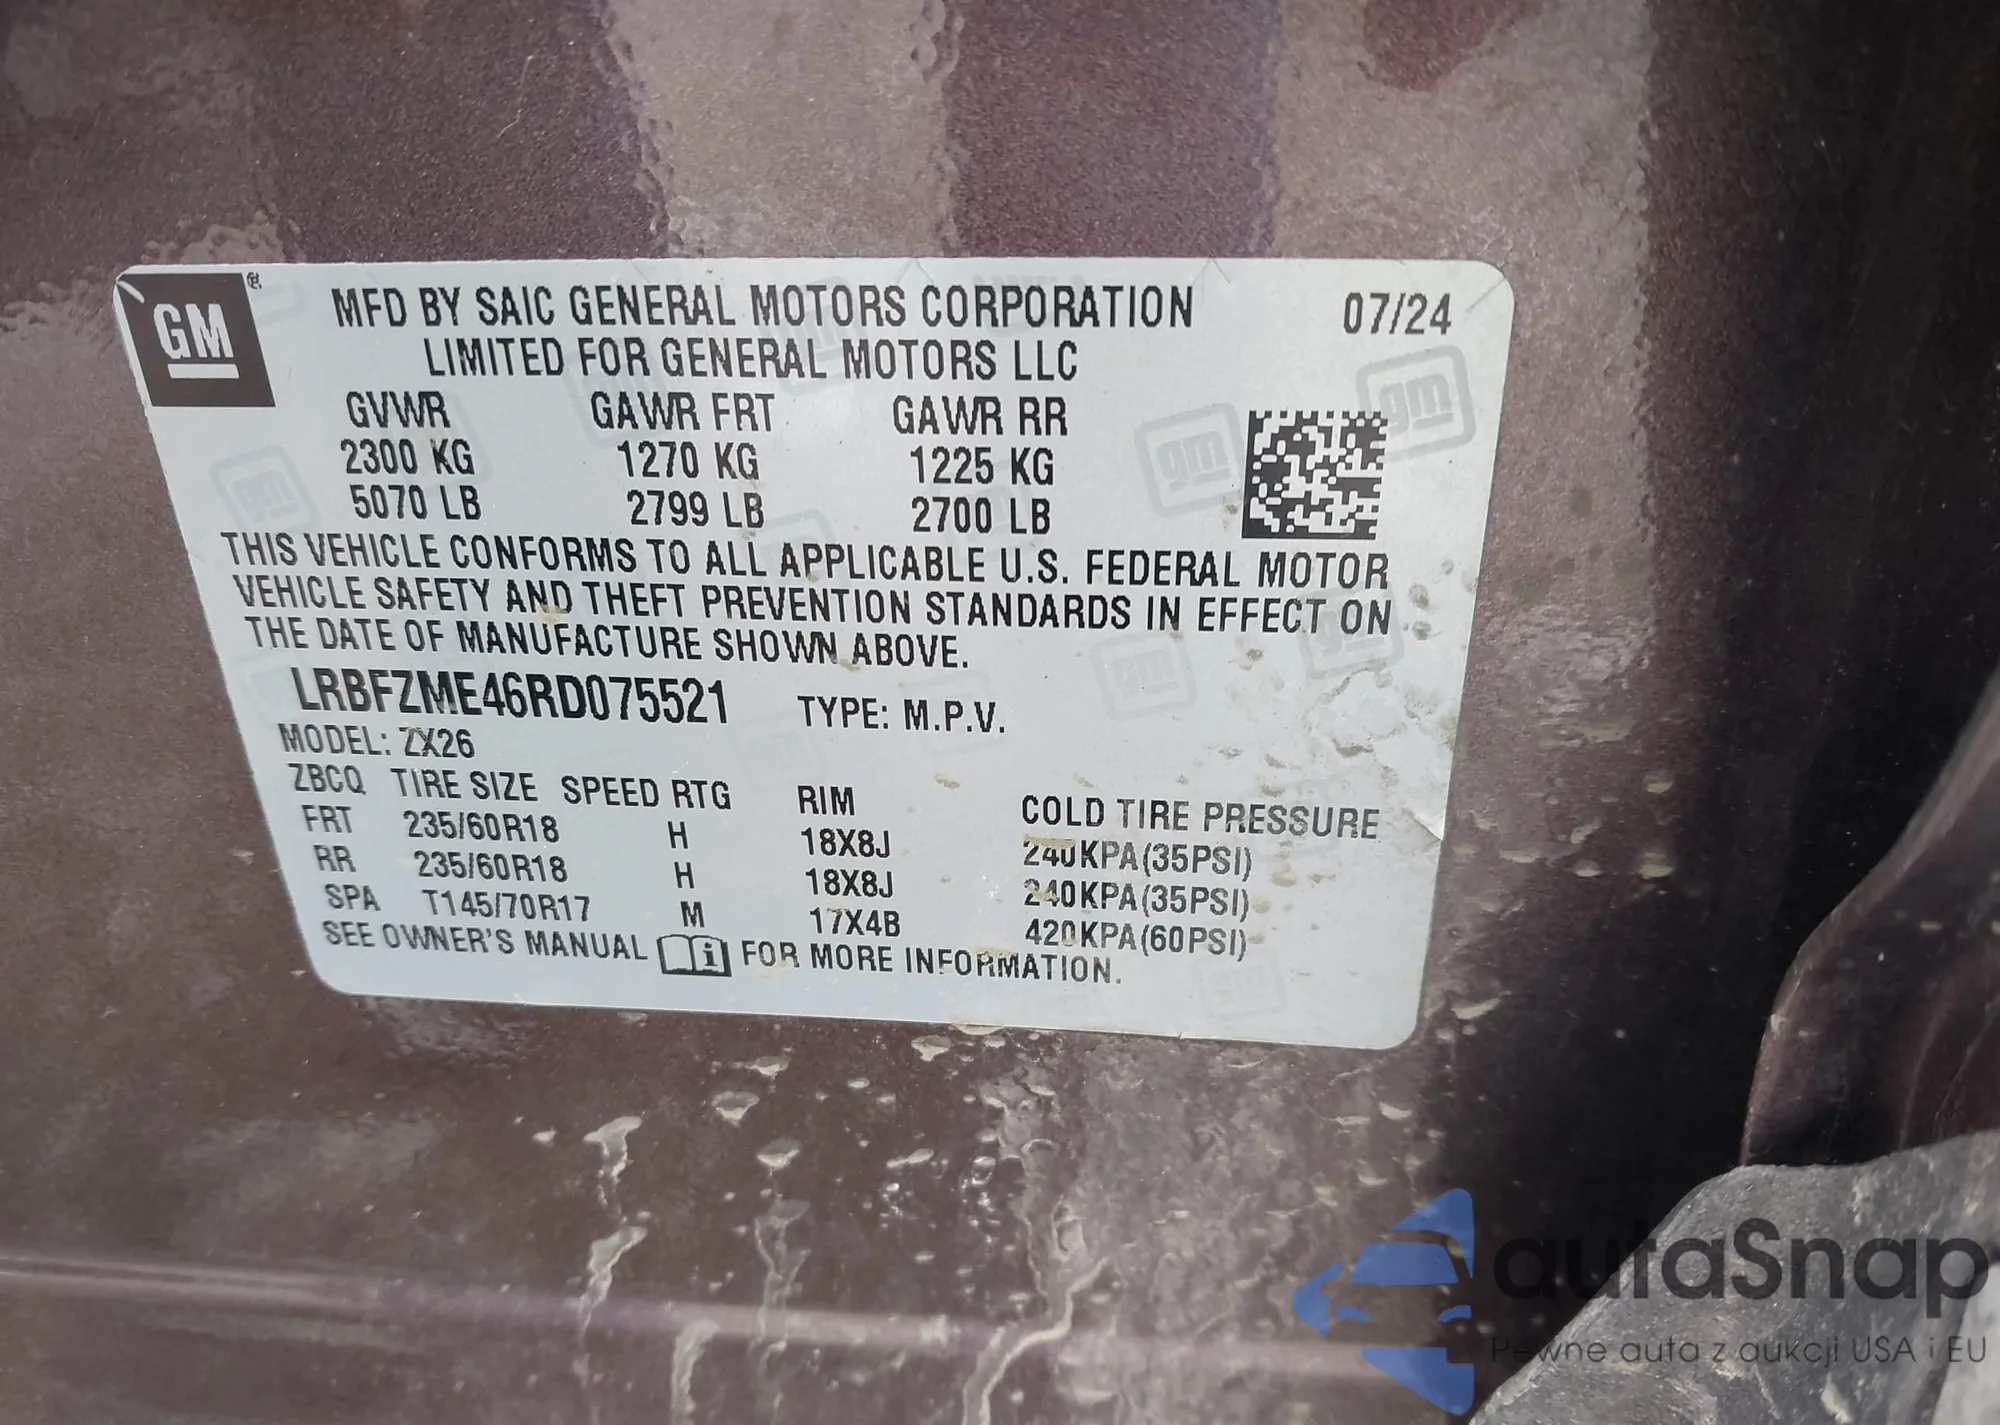 GM®
MFD BY SAIC GENERAL MOTORS CORPORATION 07/24
LIMITED FOR GENERAL MOTORS LLC
GVWR GAWR FRT GAWR RR
2300 KG 1270 KG 1225 KG
5070 LB 2799 LB 2700 LB
THIS VEHICLE CONFORMS TO ALL APPLICABLE U.S. FEDERAL MOTOR
VEHICLE SAFETY AND THEFT PREVENTION STANDARDS IN EFFECT ON
THE DATE OF MANUFACTURE SHOWN ABOVE.
LRBFZME46RD075521 TYPE: M.P.V.
MODEL: ZX26
ZBCQ TIRE SIZE SPEED RTG RIM COLD TIRE PRESSURE
FRT 235/60R18 H 18X8J 240KPA(35PSI)
RR 235/60R18 H 18X8J 240KPA(35PSI)
SPA T145/70R17 M 17X4B 420KPA(60PSI)
SEE OWNER'S MANUAL i FOR MORE INFORMATION.
gm
gm
gm
gm
autaSnap
Pewne auta z aukcji USA i EU